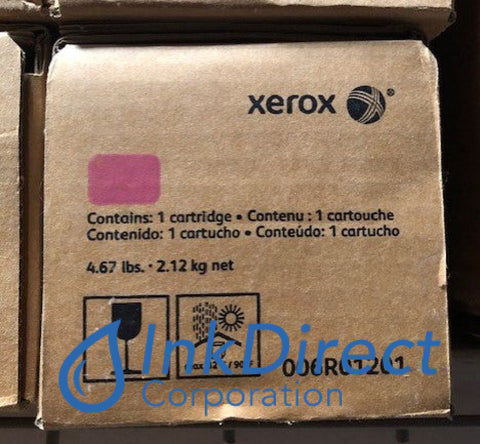 xerox®
Contains: 1 cartridge • Contenu : 1 cartouche
Contenido: 1 cartucho • Conteúdo: 1 cartucho
4.67 lbs. · 2.12 kg net
InkDirect
Corporation
006R01201